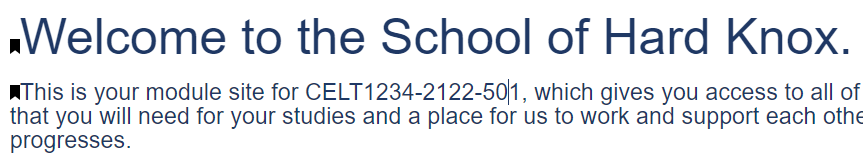 Welcome to the School of Hard Knox.
This is your module site for CELT1234-2122-501, which gives you access to all of
that you will need for your studies and a place for us to work and support each othe
progresses.